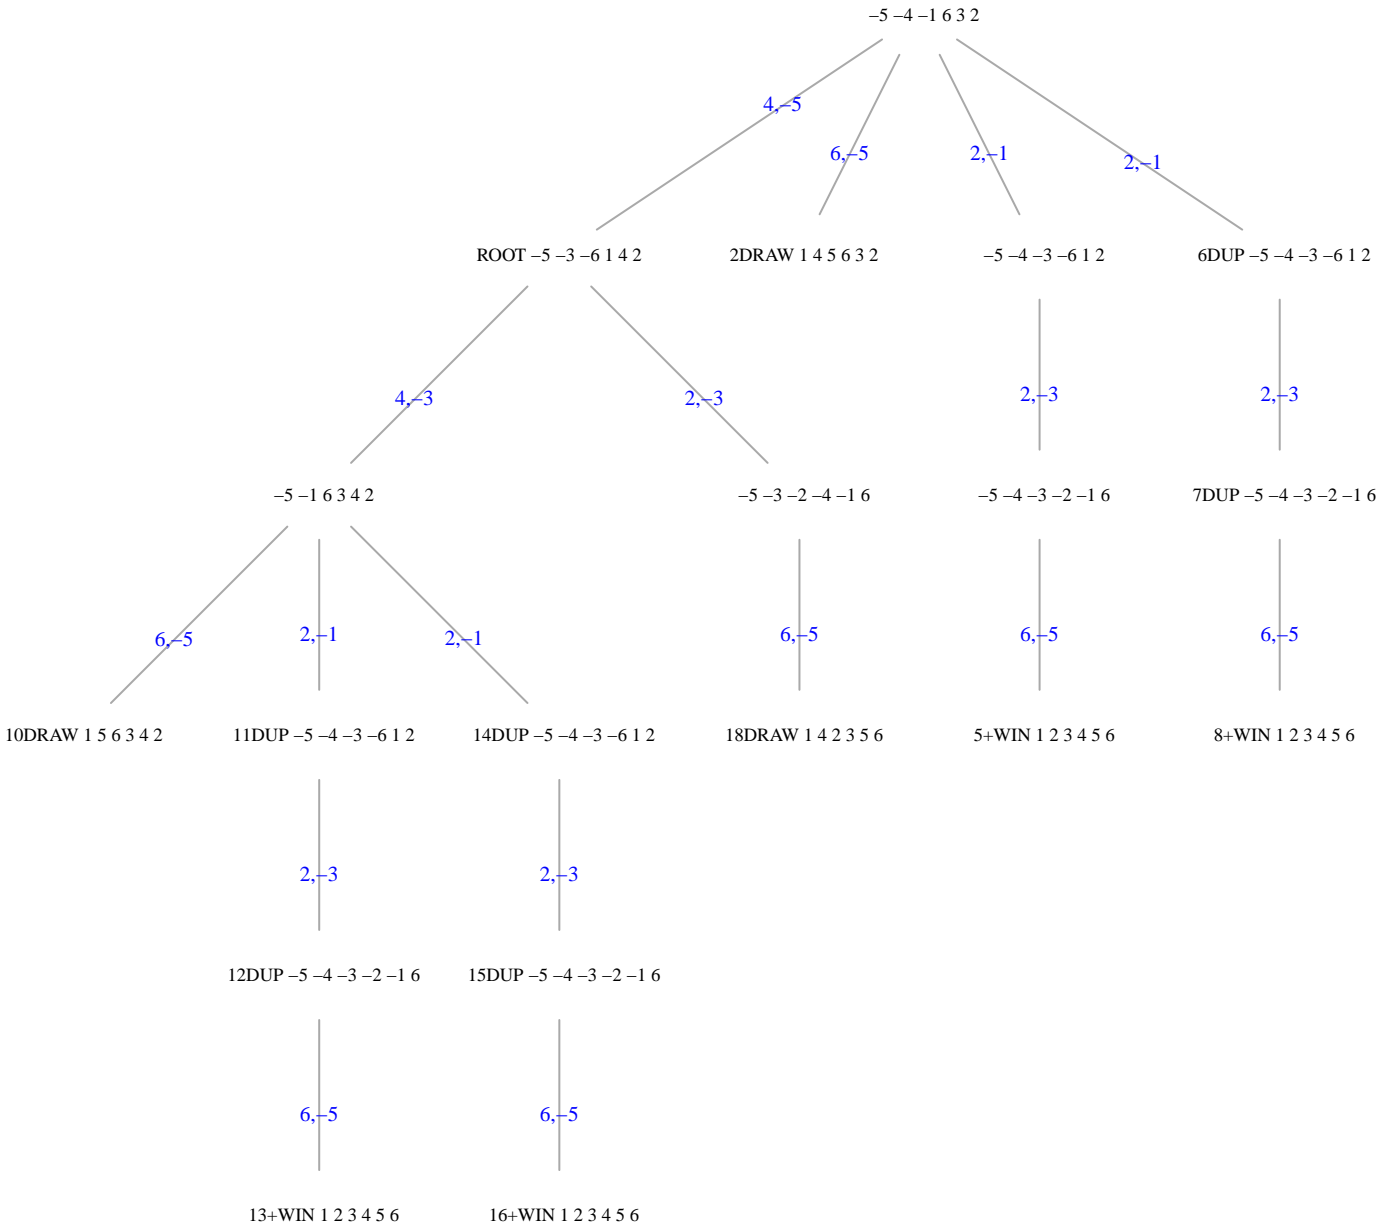 –5 –4 –1 6 3 2
4,–5
6,–5
2,–1
2,–1
ROOT –5 –3 –6 1 4 2
2DRAW 1 4 5 6 3 2
–5 –4 –3 –6 1 2
6DUP –5 –4 –3 –6 1 2
4,–3
2,–3
2,–3
2,–3
–5 –1 6 3 4 2
–5 –3 –2 –4 –1 6
–5 –4 –3 –2 –1 6
7DUP –5 –4 –3 –2 –1 6
6,–5
2,–1
2,–1
6,–5
6,–5
6,–5
10DRAW 1 5 6 3 4 2
11DUP –5 –4 –3 –6 1 2
14DUP –5 –4 –3 –6 1 2
18DRAW 1 4 2 3 5 6
5+WIN 1 2 3 4 5 6
8+WIN 1 2 3 4 5 6
2,–3
2,–3
12DUP –5 –4 –3 –2 –1 6
15DUP –5 –4 –3 –2 –1 6
6,–5
6,–5
13+WIN 1 2 3 4 5 6
16+WIN 1 2 3 4 5 6